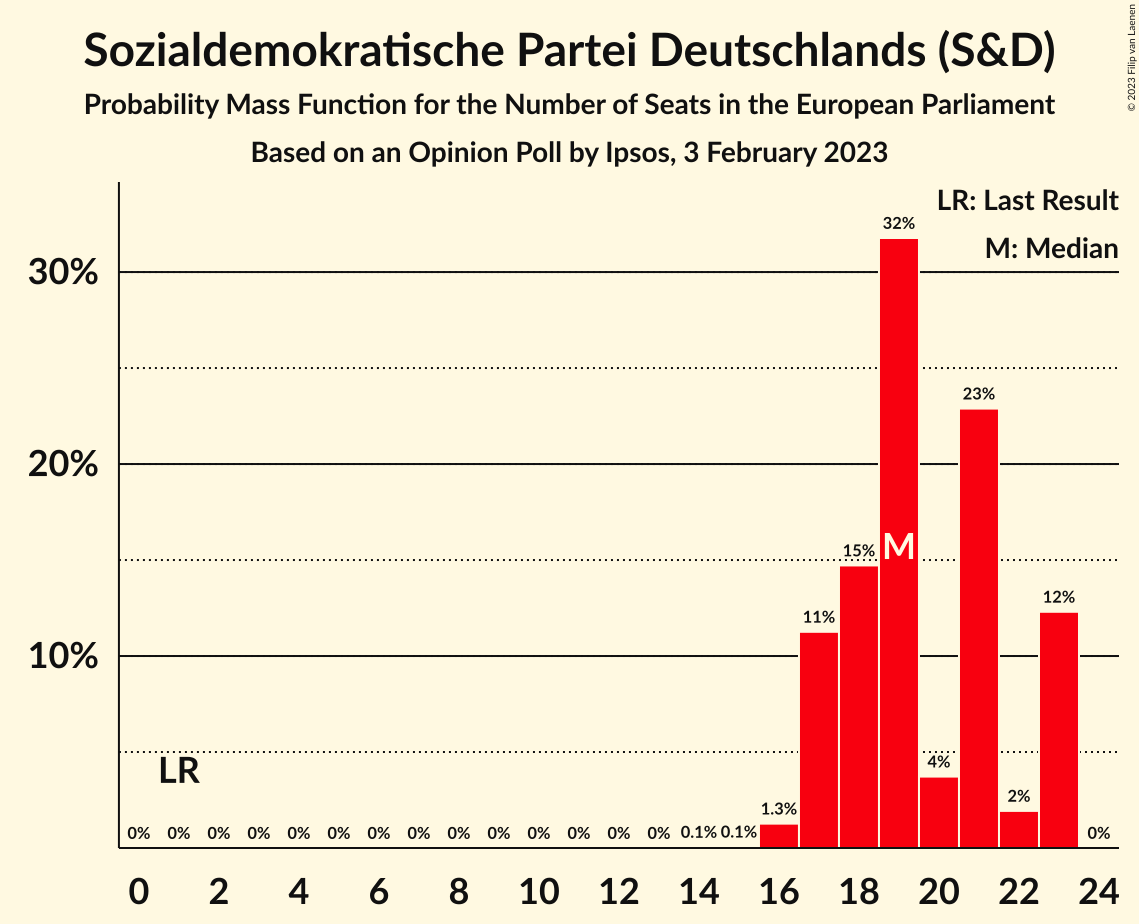 Sozialdemokratische Partei Deutschlands (S&D)
Probability Mass Function for the Number of Seats in the European Parliament
Based on an Opinion Poll by Ipsos, 3 February 2023
© 2023 Filip van Laenen
LR: Last Result
M: Median
30%
20%
10%
32%
23%
15%
M
12%
11%
4%
2%
1.3%
LR
0% 0% 0% 0% 0% 0% 0% 0% 0% 0% 0% 0% 0% 0% 0.1% 0.1% 0%
0 2 4 6 8 10 12 14 16 18 20 22 24